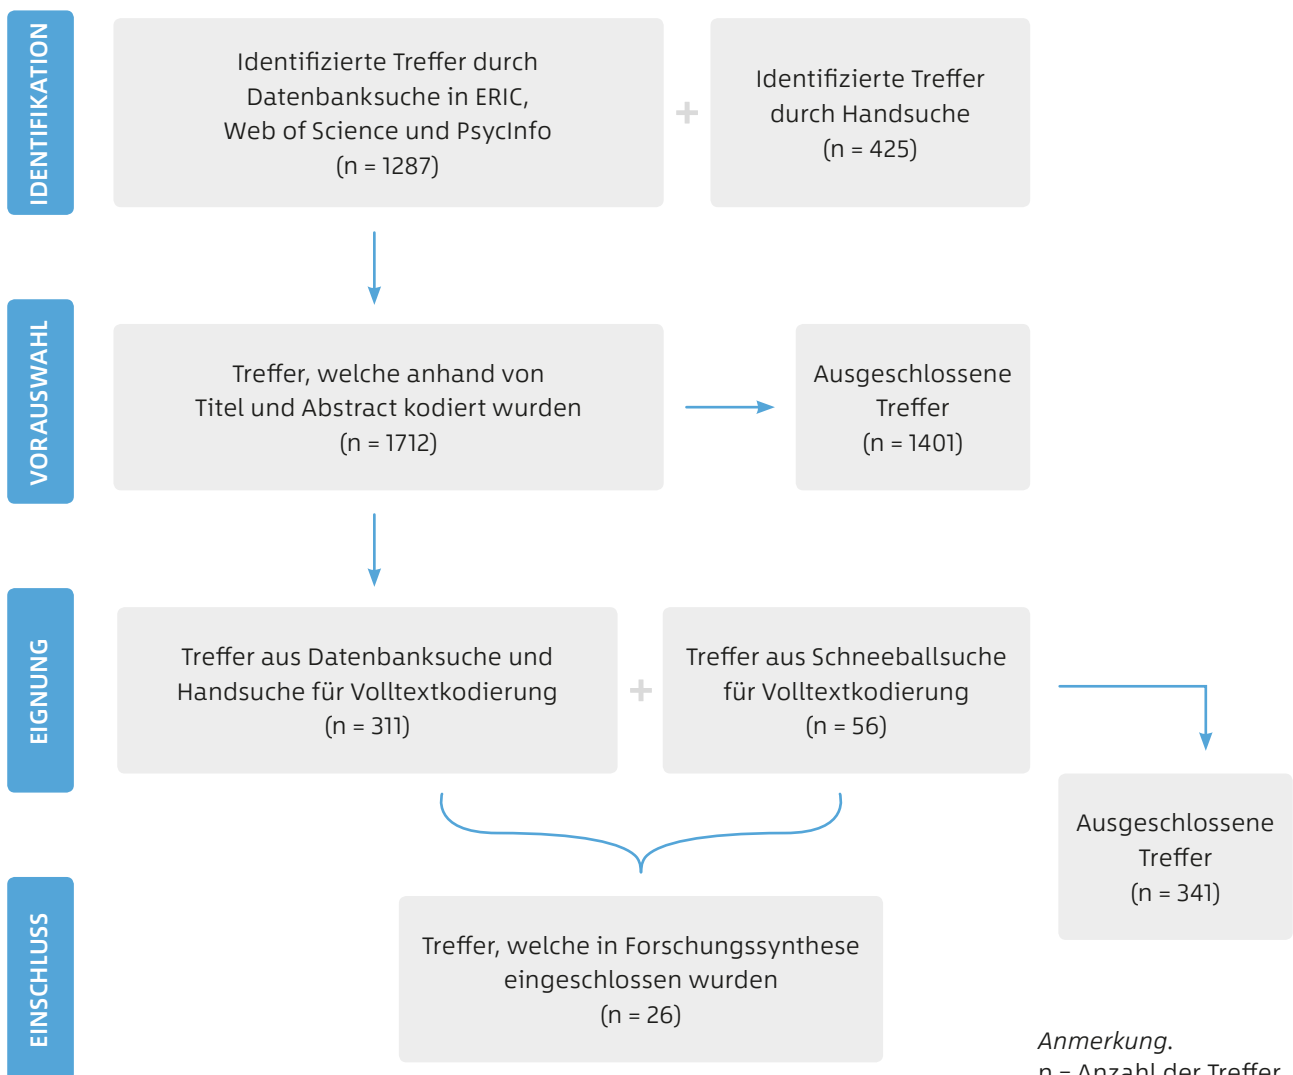 IDENTIFIKATION
Identifizierte Treffer durch
Datenbanksuche in ERIC,
Web of Science und PsycInfo
(n = 1287)
+
Identifizierte Treffer
durch Handsuche
(n = 425)
VORAUSWAHL
Treffer, welche anhand von
Titel und Abstract kodiert wurden
(n = 1712)
Ausgeschlossene
Treffer
(n = 1401)
EIGNUNG
Treffer aus Datenbanksuche und
Handsuche für Volltextkodierung
(n = 311)
+
Treffer aus Schneeballsuche
für Volltextkodierung
(n = 56)
Ausgeschlossene
Treffer
(n = 341)
EINSCHLUSS
Treffer, welche in Forschungssynthese
eingeschlossen wurden
(n = 26)
Anmerkung.
n = Anzahl der Treffer